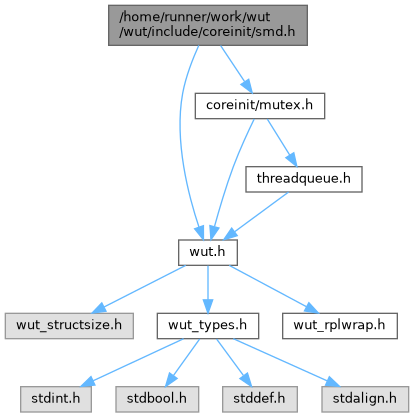 /home/runner/work/wut
/wut/include/coreinit/smd.h
coreinit/mutex.h
threadqueue.h
wut.h
wut_structsize.h
wut_types.h
wut_rplwrap.h
stdint.h
stdbool.h
stddef.h
stdalign.h